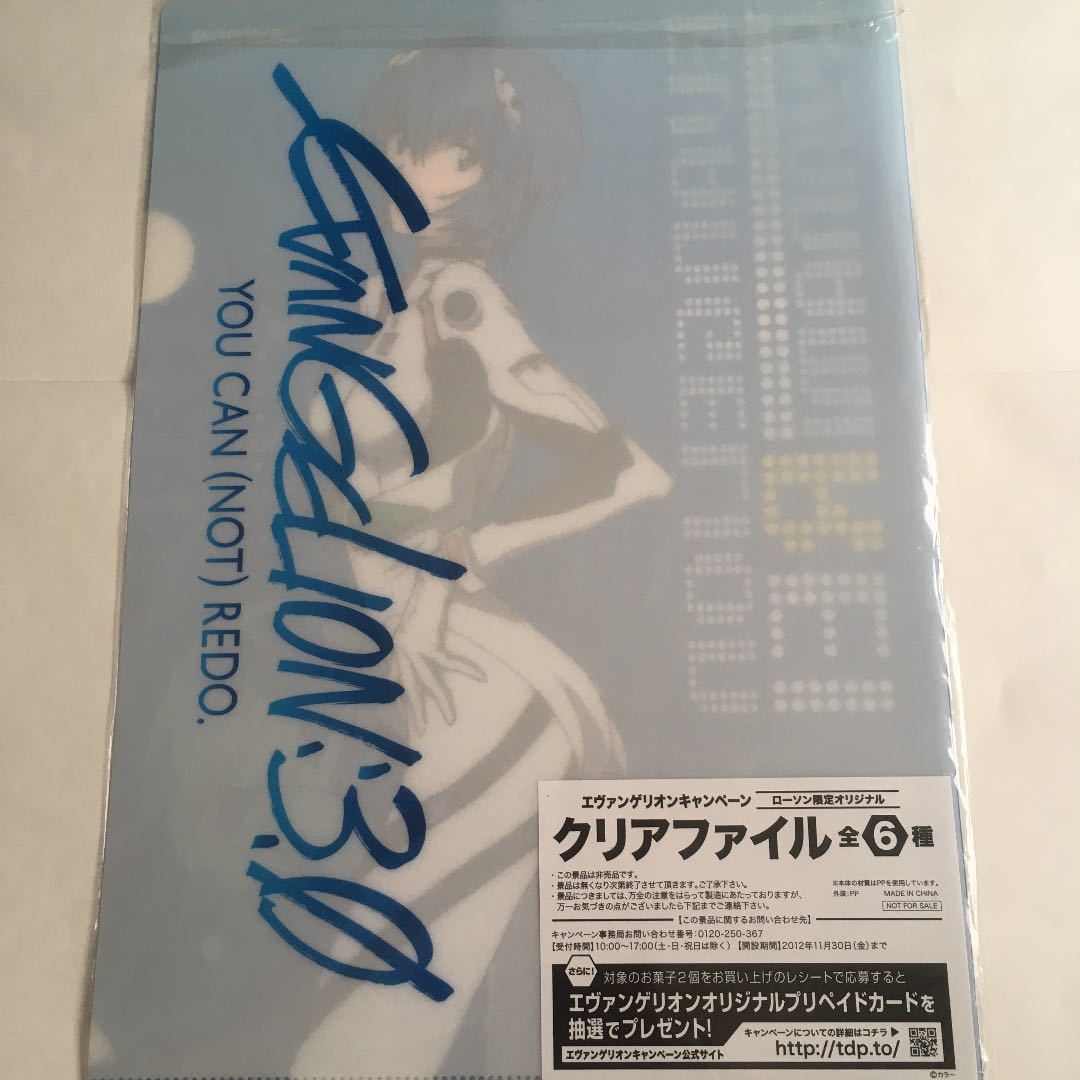 EVANGELION:3.0
YOU CAN (NOT) REDO.
エヴァンゲリオンキャンペーン
ローソン限定オリジナル
クリアファイル 全6種
・この景品は非売品です。
・景品は無くなり次第終了させて頂きます。ご了承下さい。
・景品につきましては、万全の注意をはらって製造にあたっておりますが、
万一お気づきの点がございましたら下記までご連絡下さい。
※本体の材質はPPを使用しています。
外装:PP MADE IN CHINA
NOT FOR SALE
【この景品に関するお問い合わせ先】
キャンペーン事務局お問い合わせ番号:0120-250-367
【受付時間】10:00〜17:00(土・日・祝日は除く) 【開設期間】2012年11月30日(金)まで
さらに!
対象のお菓子2個をお買い上げのレシートで応募すると
エヴァンゲリオンオリジナルプリペイドカードを
抽選でプレゼント!
キャンペーンについての詳細はコチラ▶
エヴァンゲリオンキャンペーン公式サイト
http://tdp.to/
©カラー